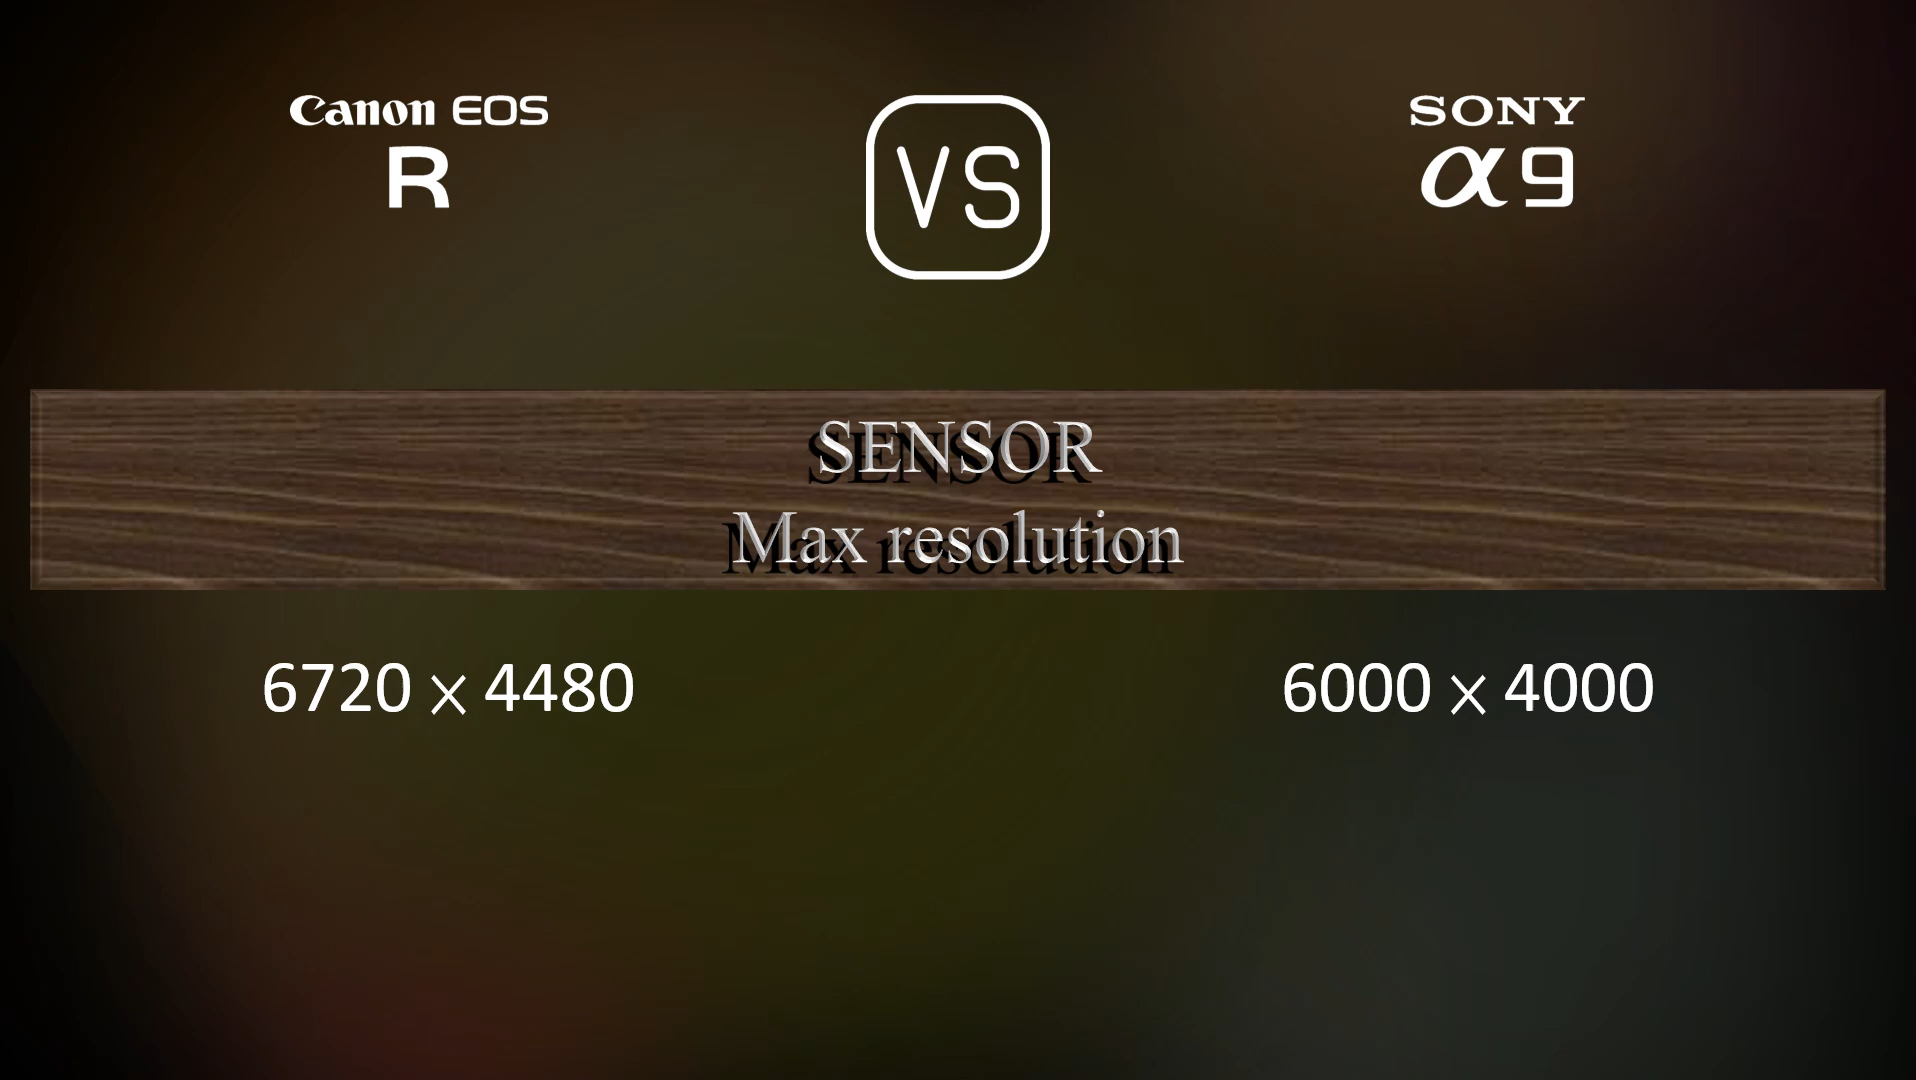 Canon EOS
R
VS
SONY
α9
SENSOR
Max resolution
6720 x 4480
6000 x 4000